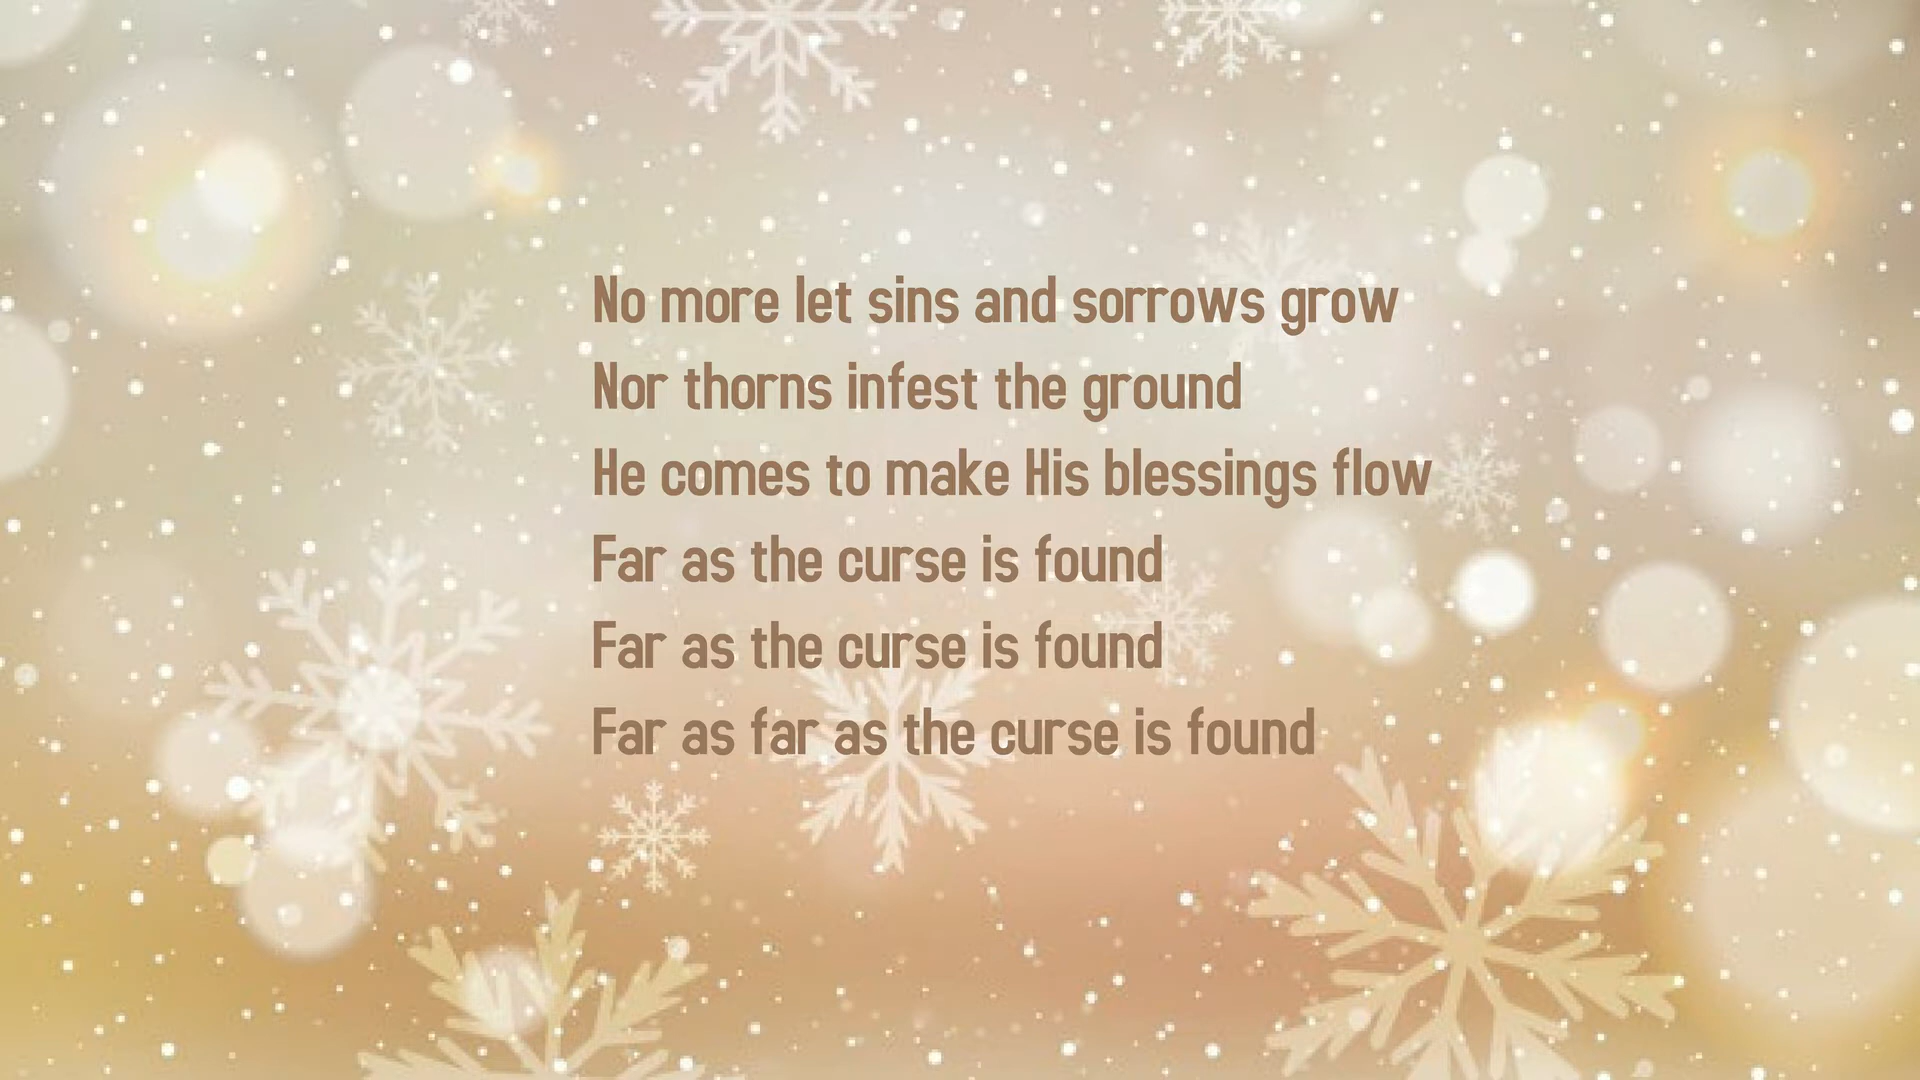 No more let sins and sorrows grow
Nor thorns infest the ground
He comes to make His blessings flow
Far as the curse is found
Far as the curse is found
Far as far as the curse is found